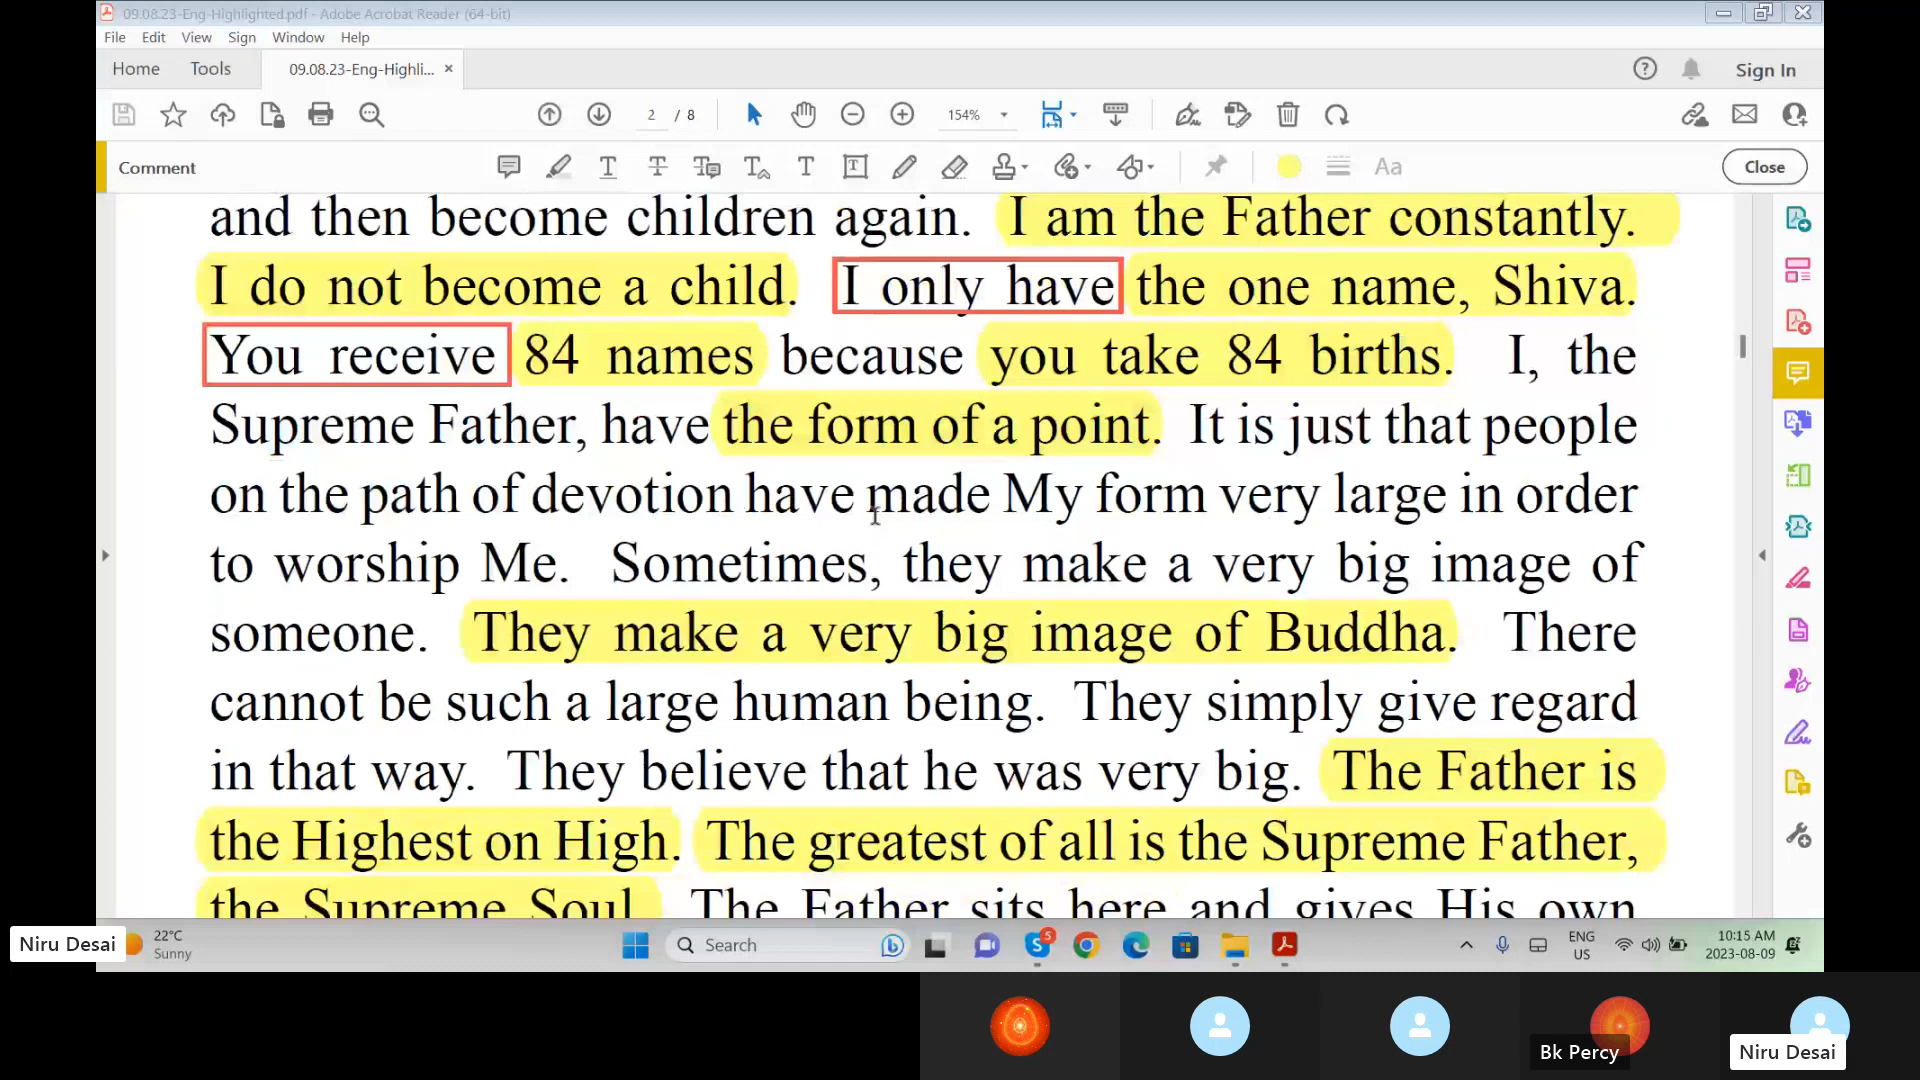 09.08.23-Eng-Highlighted.pdf - Adobe Acrobat Reader (64-bit)
File Edit View Sign Window Help
Home Tools 09.08.23-Eng-Highli... × Sign In
2 / 8 154%
Comment Aa Close
and then become children again. I am the Father constantly.
I do not become a child. I only have the one name, Shiva.
You receive 84 names because you take 84 births. I, the
Supreme Father, have the form of a point. It is just that people
on the path of devotion have made My form very large in order
to worship Me. Sometimes, they make a very big image of
someone. They make a very big image of Buddha. There
cannot be such a large human being. They simply give regard
in that way. They believe that he was very big. The Father is
the Highest on High. The greatest of all is the Supreme Father,
the Supreme Soul. The Father sits here and gives His own
Niru Desai
22°C
Sunny
Search
5
ENG
US
10:15 AM
2023-08-09
Bk Percy
Niru Desai